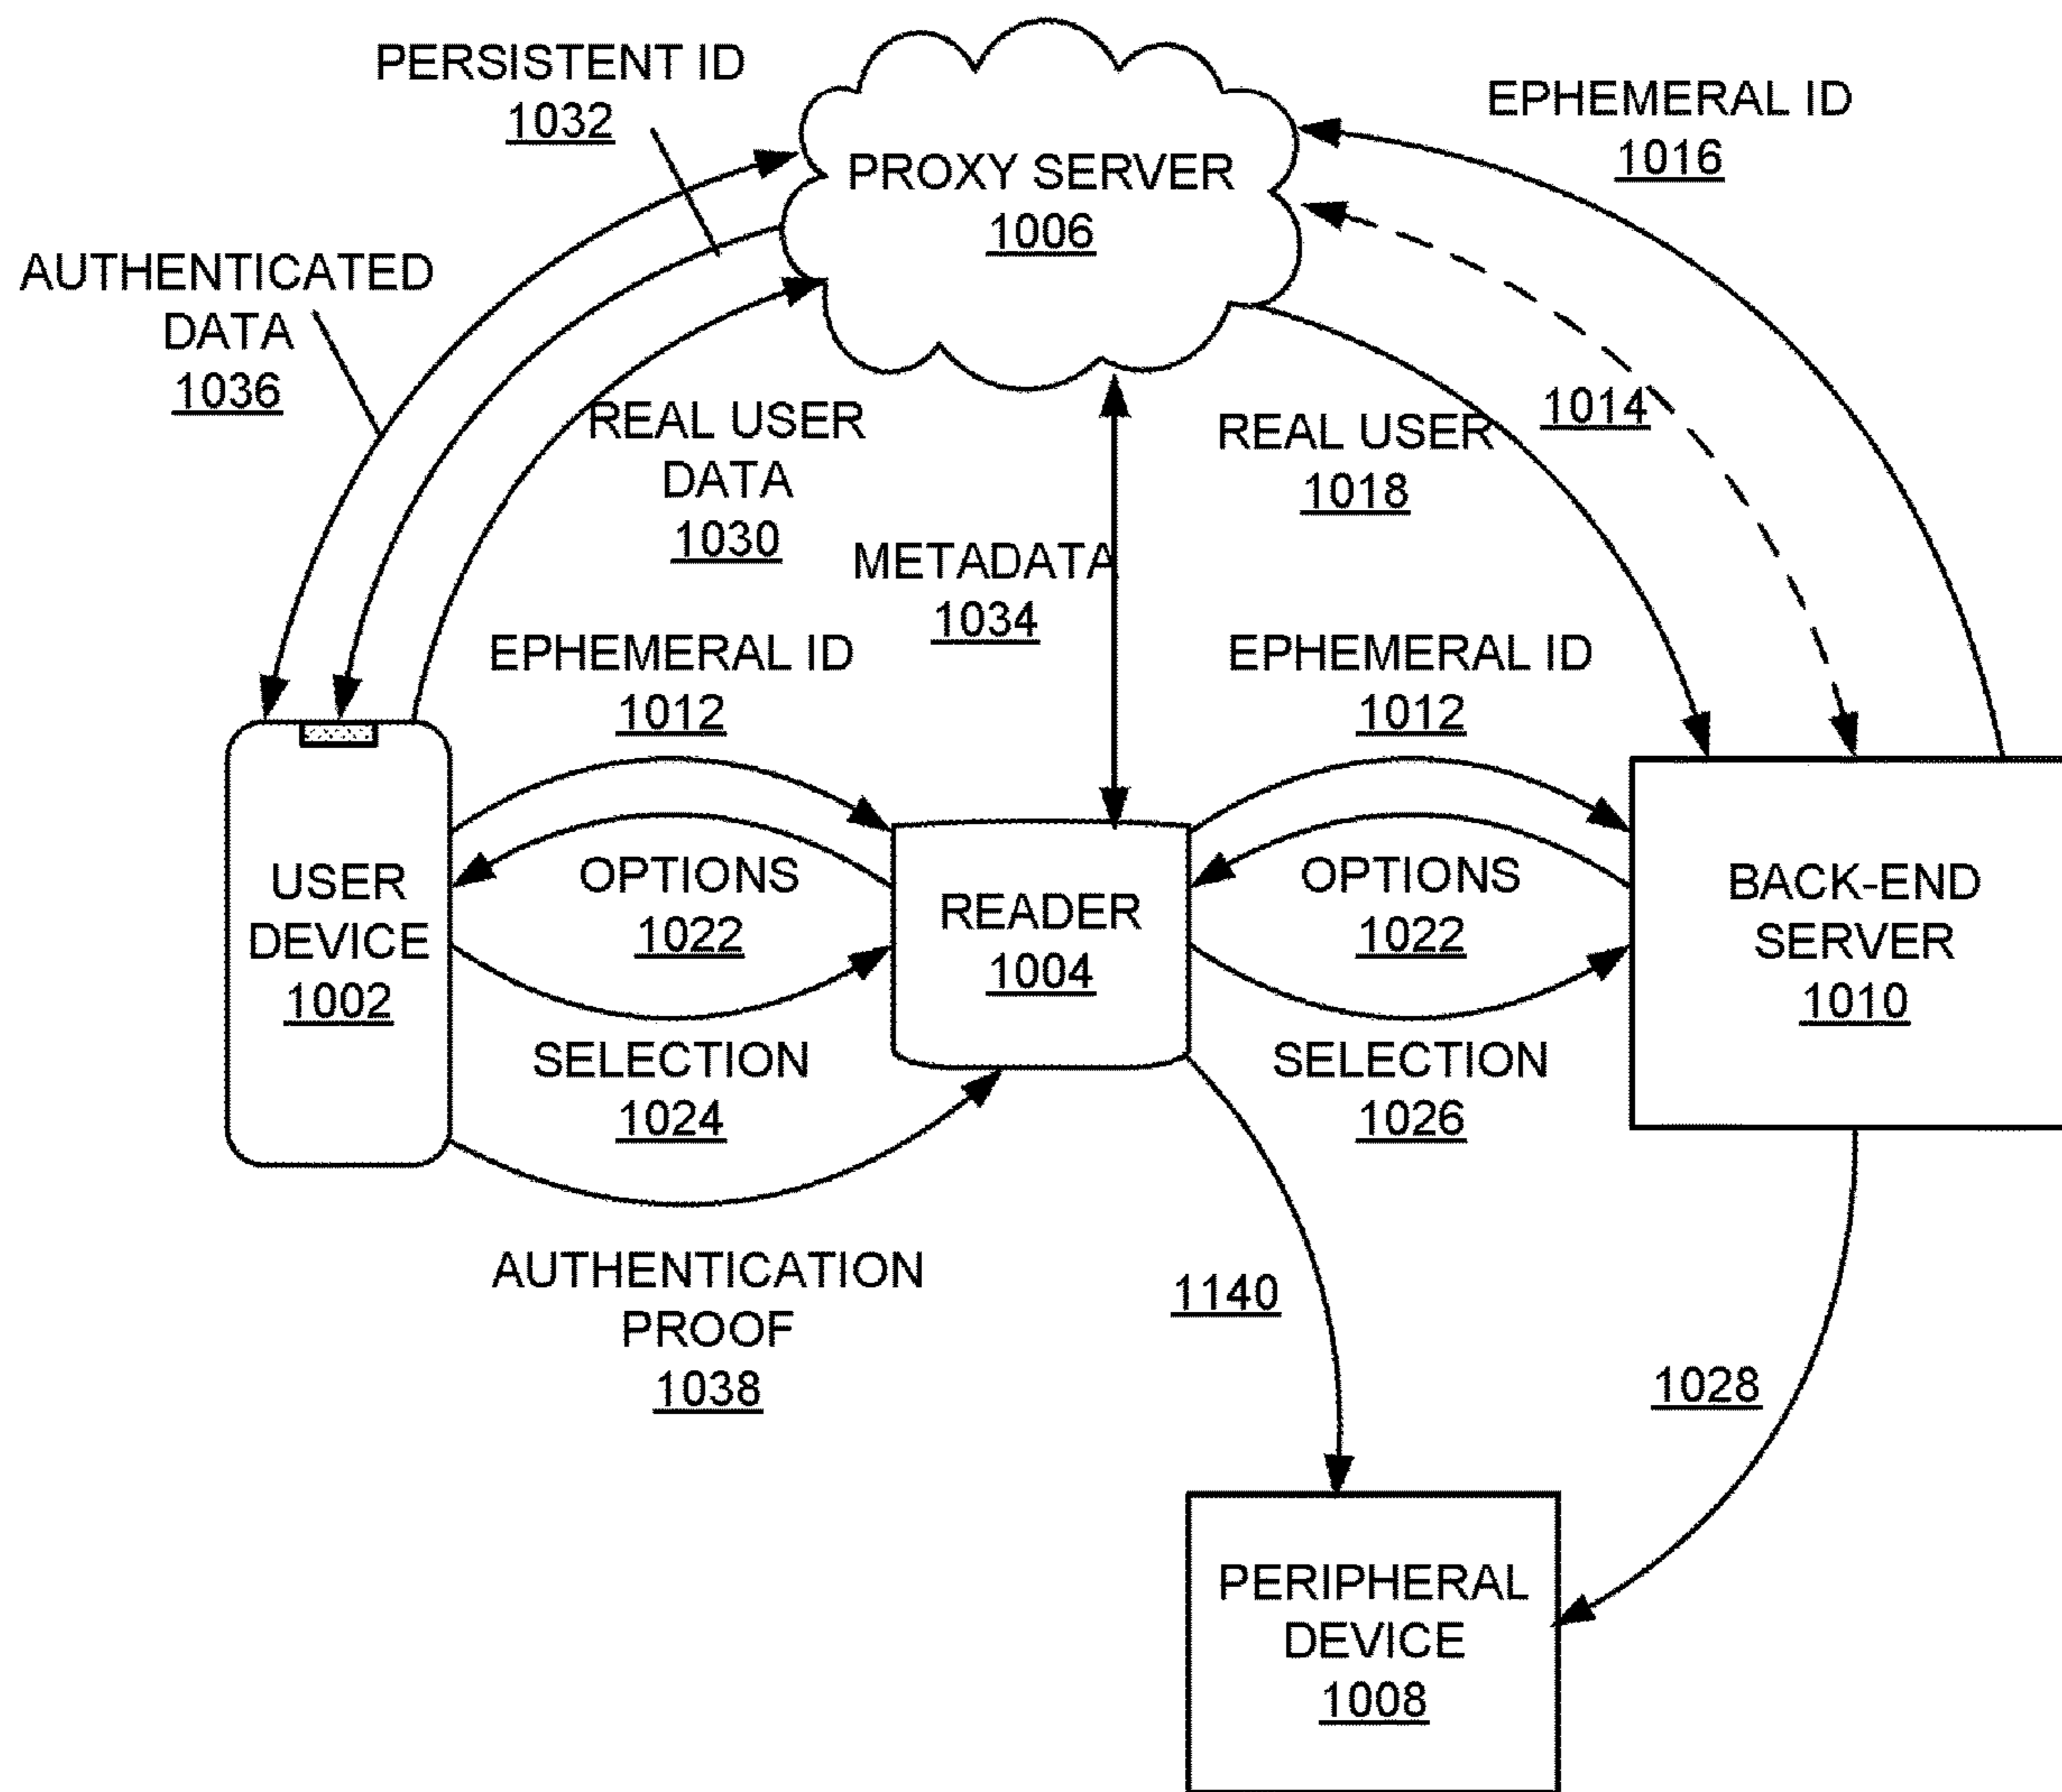 PERSISTENT ID
1032
EPHEMERAL ID
1016
PROXY SERVER
1006
AUTHENTICATED
DATA
1036
REAL USER
DATA
1030
REAL USER
1018
1014
METADATA
1034
EPHEMERAL ID
1012
EPHEMERAL ID
1012
USER
DEVICE
1002
OPTIONS
1022
READER
1004
OPTIONS
1022
BACK-END
SERVER
1010
SELECTION
1024
SELECTION
1026
AUTHENTICATION
PROOF
1038
1140
1028
PERIPHERAL
DEVICE
1008